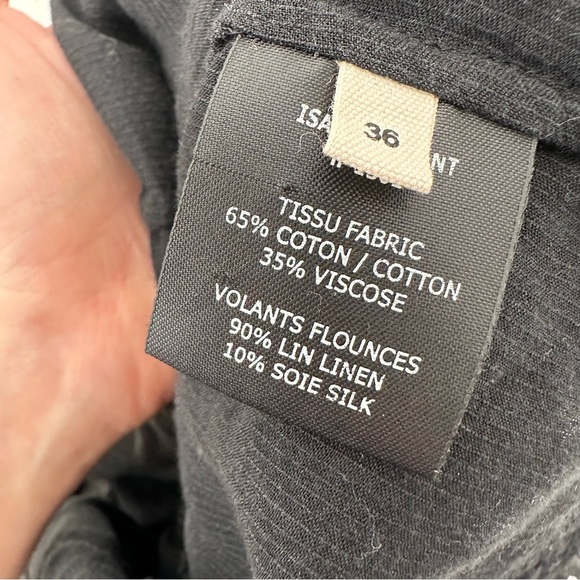 36
TISSU FABRIC
65% COTON / COTTON
35% VISCOSE
VOLANTS FLOUNCES
90% LIN LINEN
10% SOIE SILK